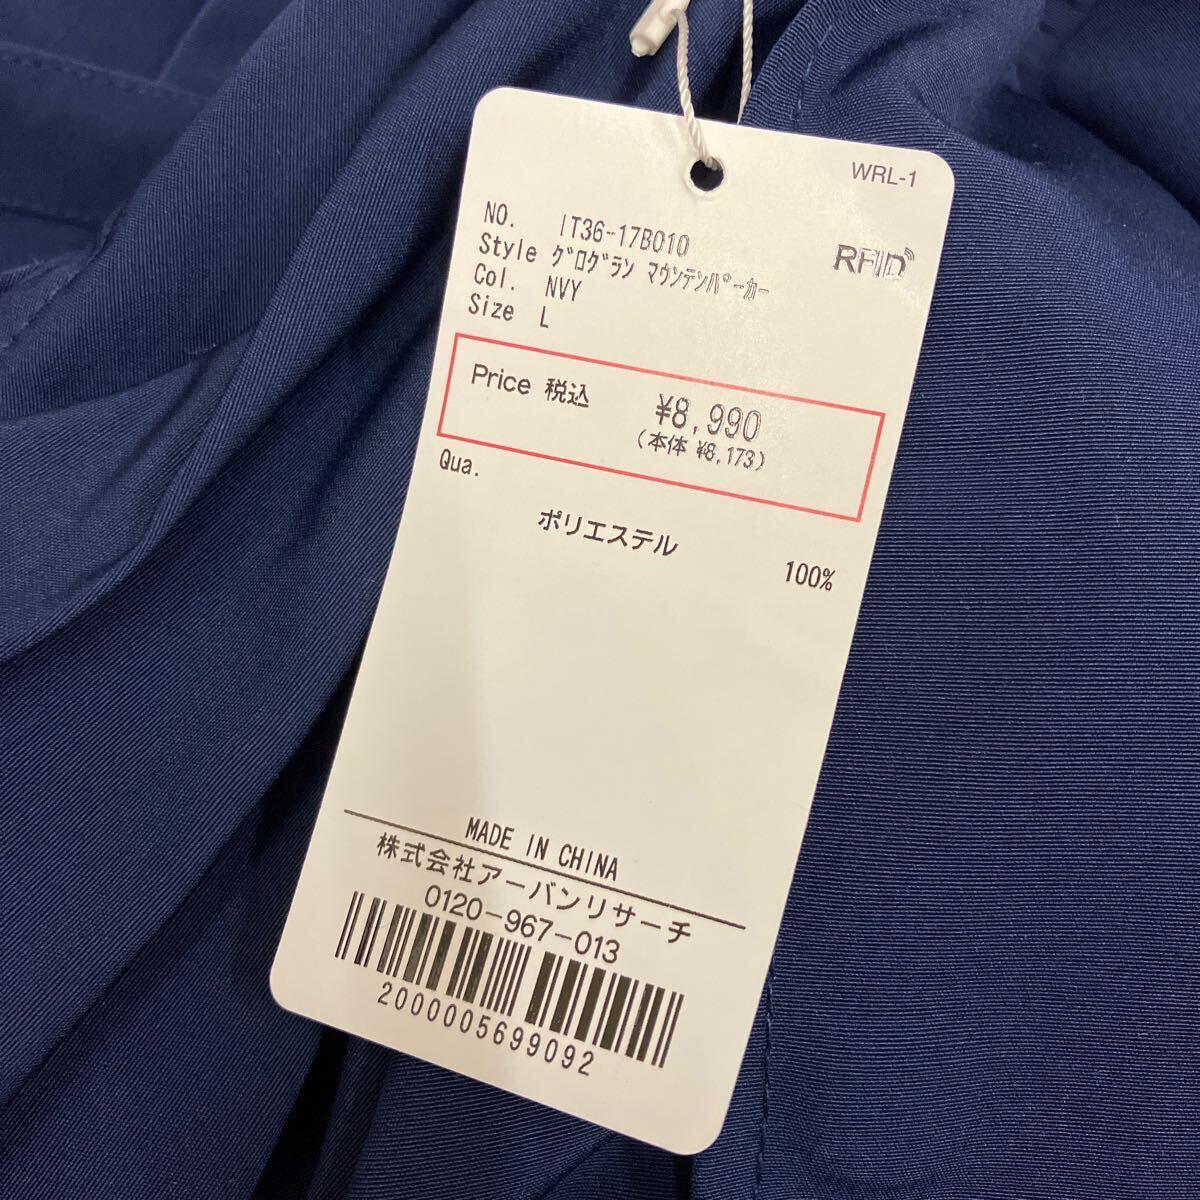 WRL-1
RFID
NO. IT36-17B010
Style グログラン マウンテンパーカー
Col. NVY
Size L
Price 税込 ¥8,990
(本体 ¥8,173)
Qua.
ポリエステル 100%
MADE IN CHINA
株式会社アーバンリサーチ
0120-967-013
2000005699092